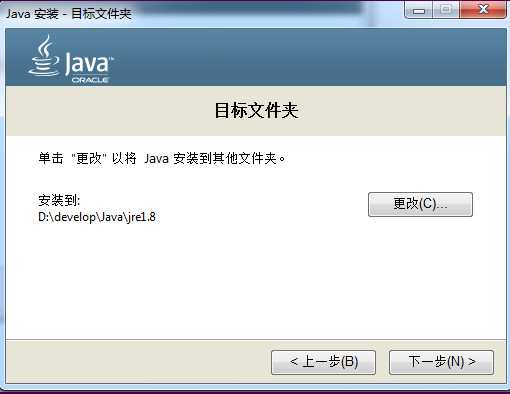 Java 安装 - 目标文件夹
Java™
ORACLE
目标文件夹
单击 "更改" 以将 Java 安装到其他文件夹。
安装到:
更改(C)...
D:\develop\Java\jre1.8
< 上一步(B)
下一步(N) >